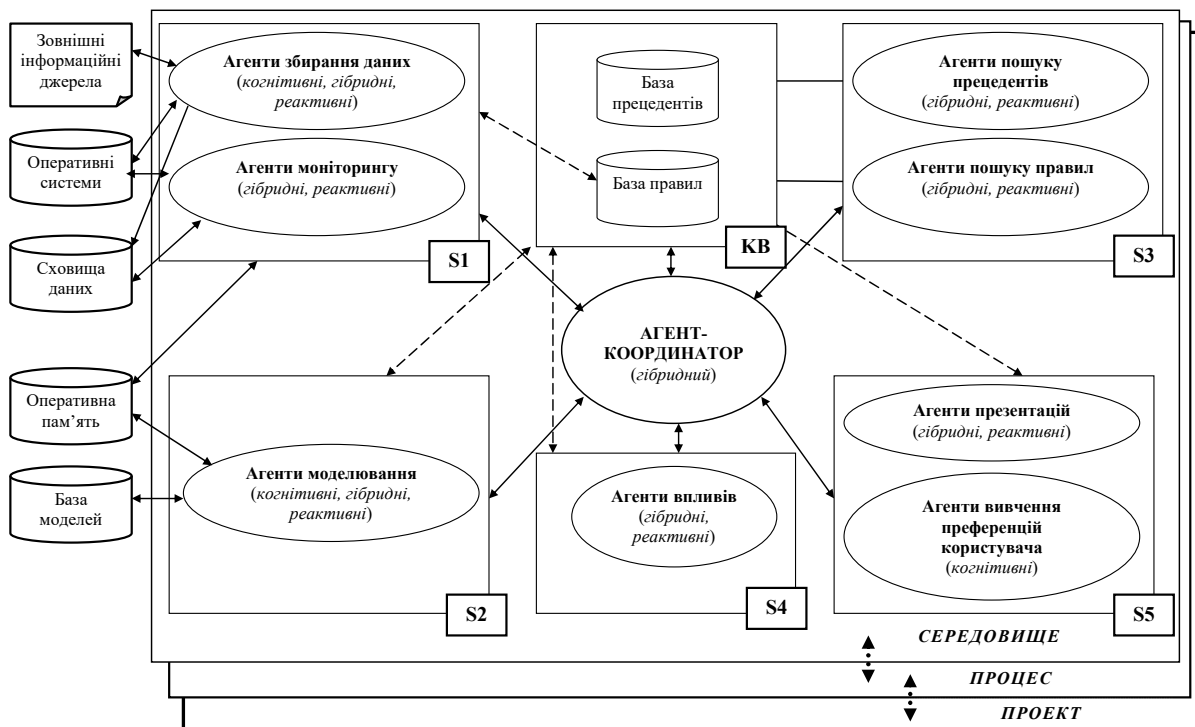 Зовнішні
інформаційні
джерела
Оперативні
системи
Сховища
даних
Оперативна
пам’ять
База
моделей
Агенти збирання даних
(когнітивні, гібридні,
реактивні)
Агенти моніторингу
(гібридні, реактивні)
S1
База
прецедентів
База правил
KB
Агенти пошуку
прецедентів
(гібридні, реактивні)
Агенти пошуку правил
(гібридні, реактивні)
S3
АГЕНТ-
КООРДИНАТОР
(гібридний)
Агенти моделювання
(когнітивні, гібридні,
реактивні)
S2
Агенти впливів
(гібридні,
реактивні)
S4
Агенти презентацій
(гібридні, реактивні)
Агенти вивчення
преференцій
користувача
(когнітивні)
S5
СЕРЕДОВИЩЕ
ПРОЦЕС
ПРОЕКТ